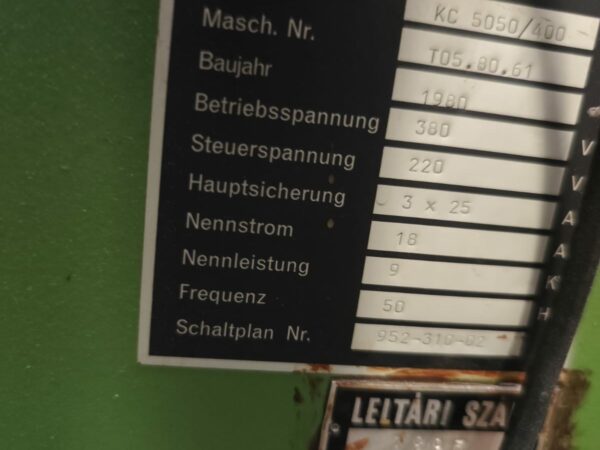 KC 5050/400
Masch. Nr. T05.80.61
Baujahr 1980
Betriebsspannung 380 V
Steuerspannung 220 V
Hauptsicherung 3 x 25 A
Nennstrom 18 A
Nennleistung 9 K
Frequenz 50 H
Schaltplan Nr. 952-310-02
LELTÁRI SZÁ